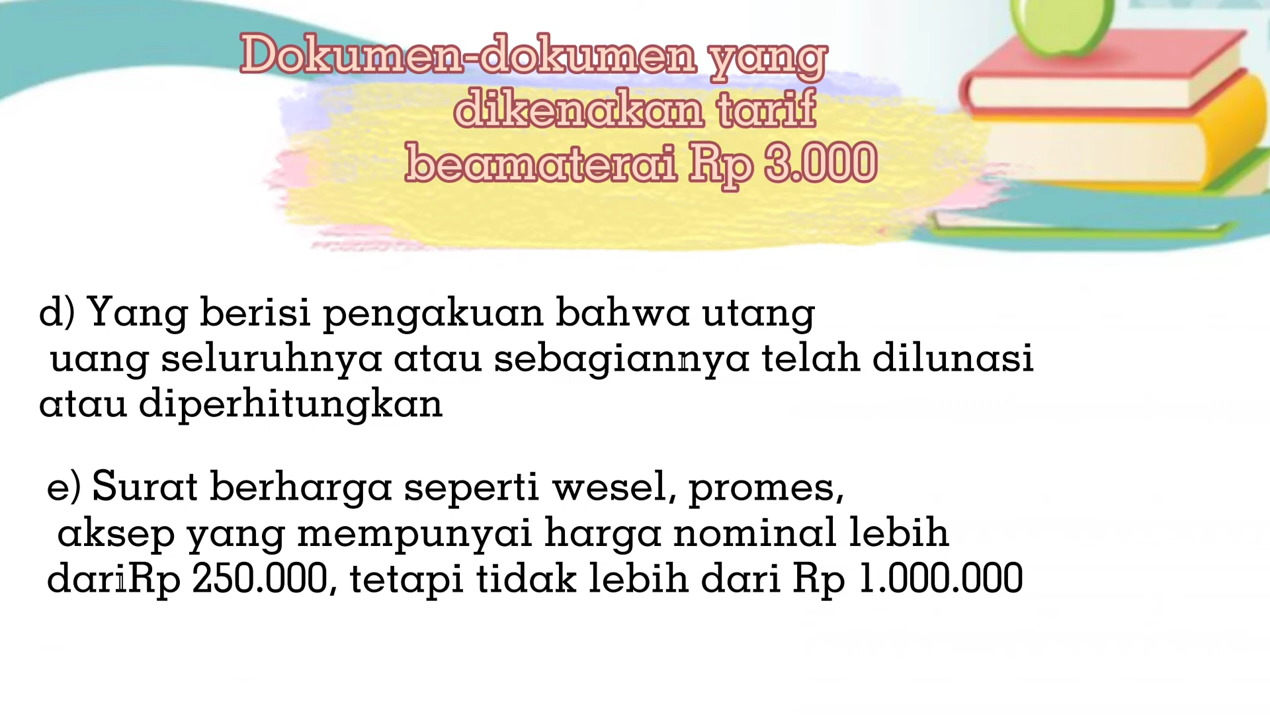 Dokumen-dokumen yang
dikenakan tarif
beamaterai Rp 3.000
d) Yang berisi pengakuan bahwa utang
uang seluruhnya atau sebagiannya telah dilunasi
atau diperhitungkan
e) Surat berharga seperti wesel, promes,
aksep yang mempunyai harga nominal lebih
dariRp 250.000, tetapi tidak lebih dari Rp 1.000.000